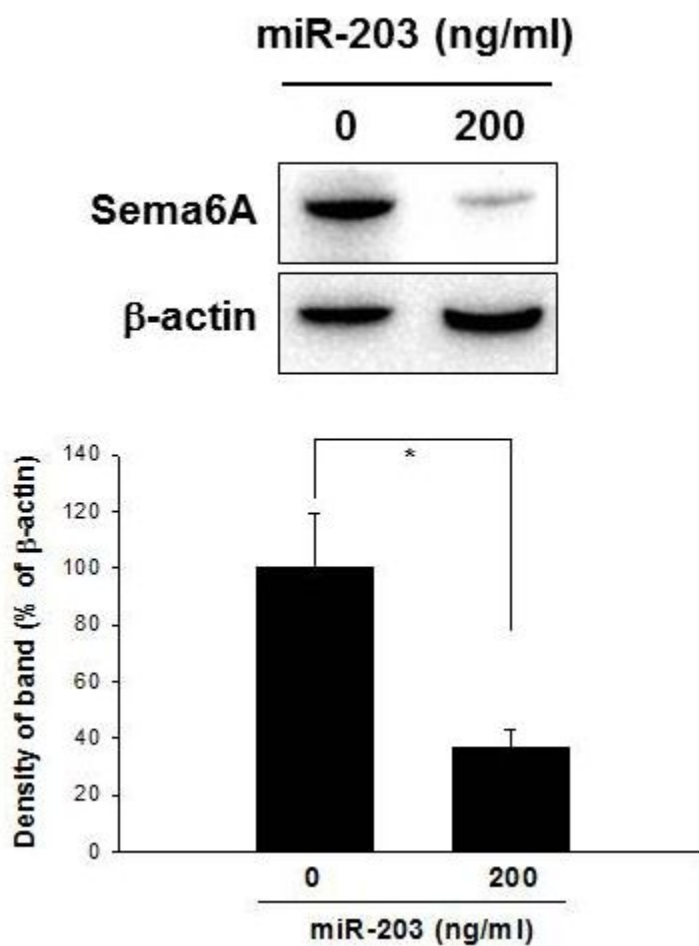 miR-203 (ng/ml)
0 200
Sema6A
β-actin
Density of band (% of β-actin)
140
*
120
100
80
60
40
20
0
0 200
miR-203 (ng/ml)